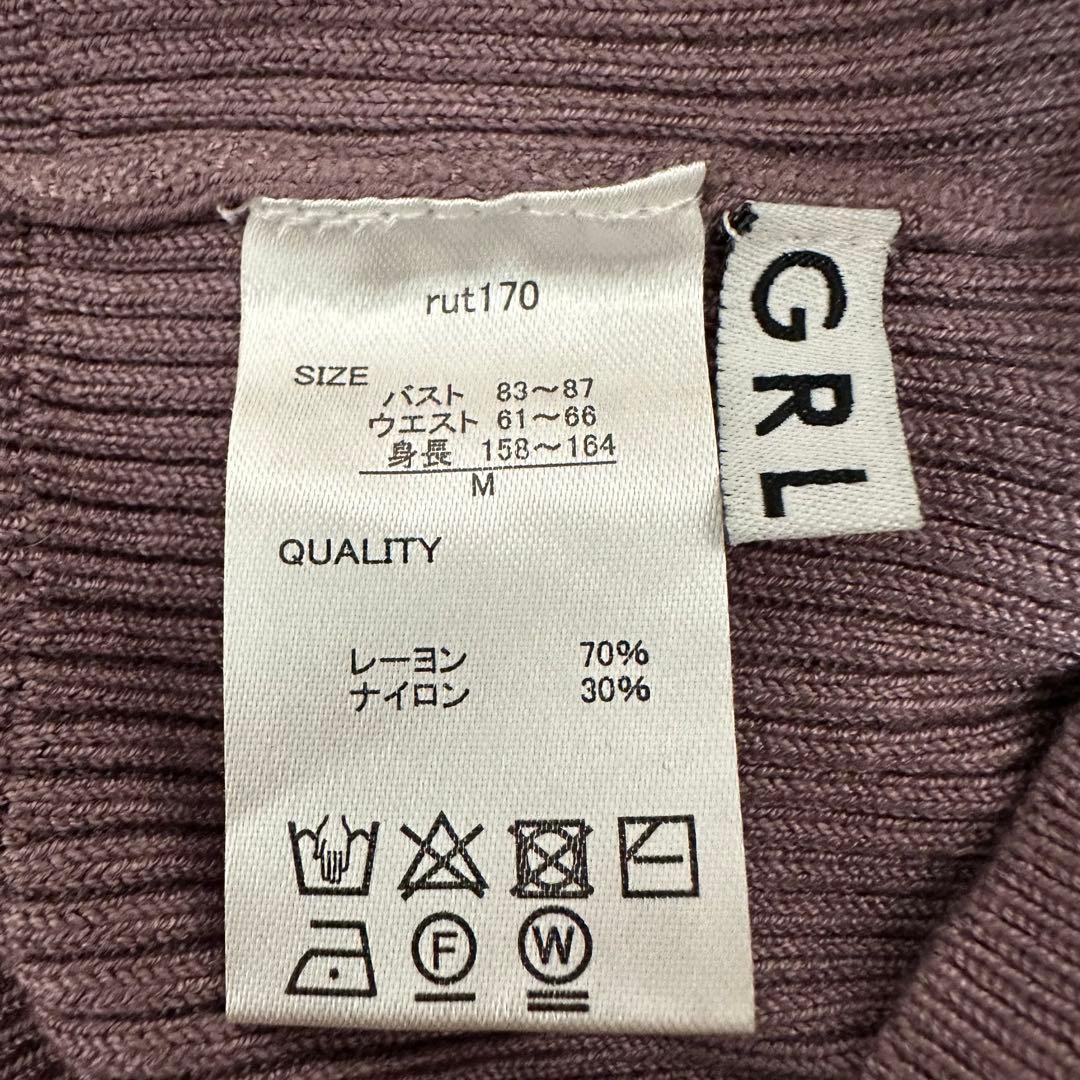 rut170
SIZE
バスト 83～87
ウエスト 61～66
身長 158～164
M
QUALITY
レーヨン 70%
ナイロン 30%
F
W
GRL